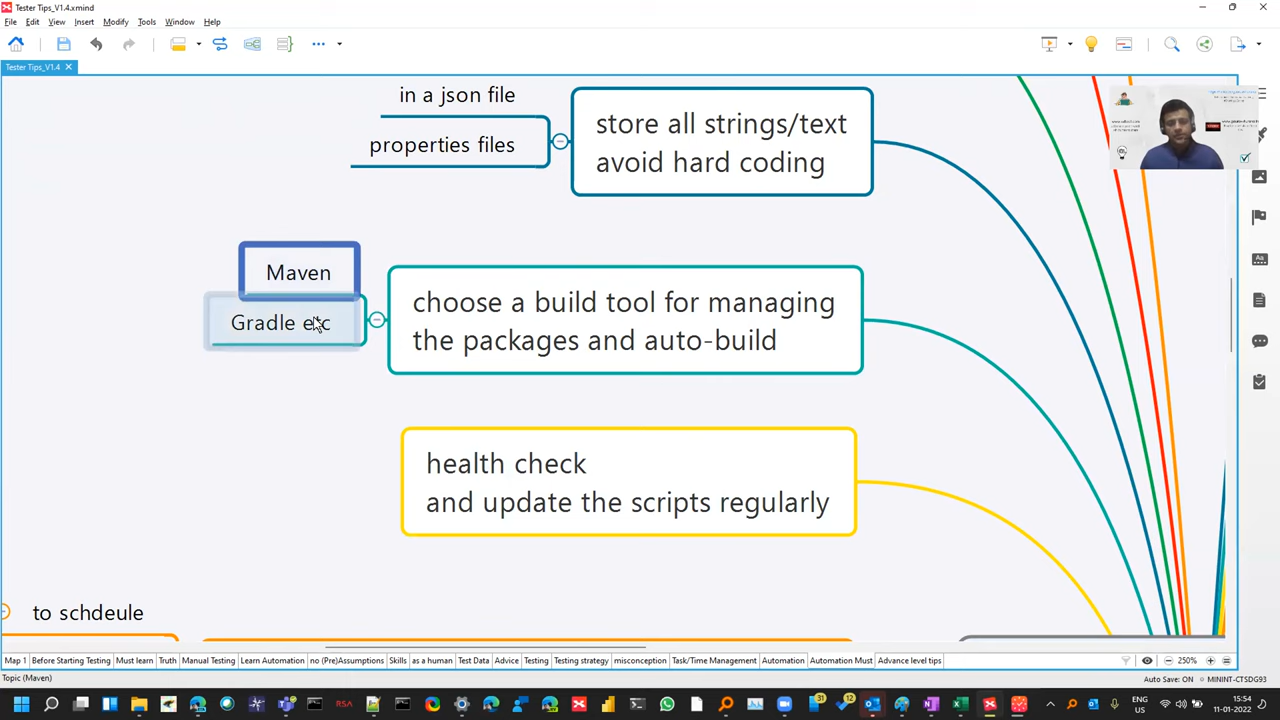 Tester Tips_V1.4.xmind
File Edit View Insert Modify Tools Window Help
Tester Tips_V1.4
in a json file
properties files
store all strings/text
avoid hard coding
Maven
Gradle etc
choose a build tool for managing
the packages and auto-build
health check
and update the scripts regularly
to schdeule
Map 1 Before Starting Testing Must learn Truth Manual Testing Learn Automation no (Pre)Assumptions Skills as a human Test Data Advice Testing Testing strategy misconception Task/Time Management Automation Automation Must Advanced level tips
250%
Topic (Maven)
Auto Save: ON MININT-CTSDG93
RSA
31
12
ENG
US
15:54
11-01-2022